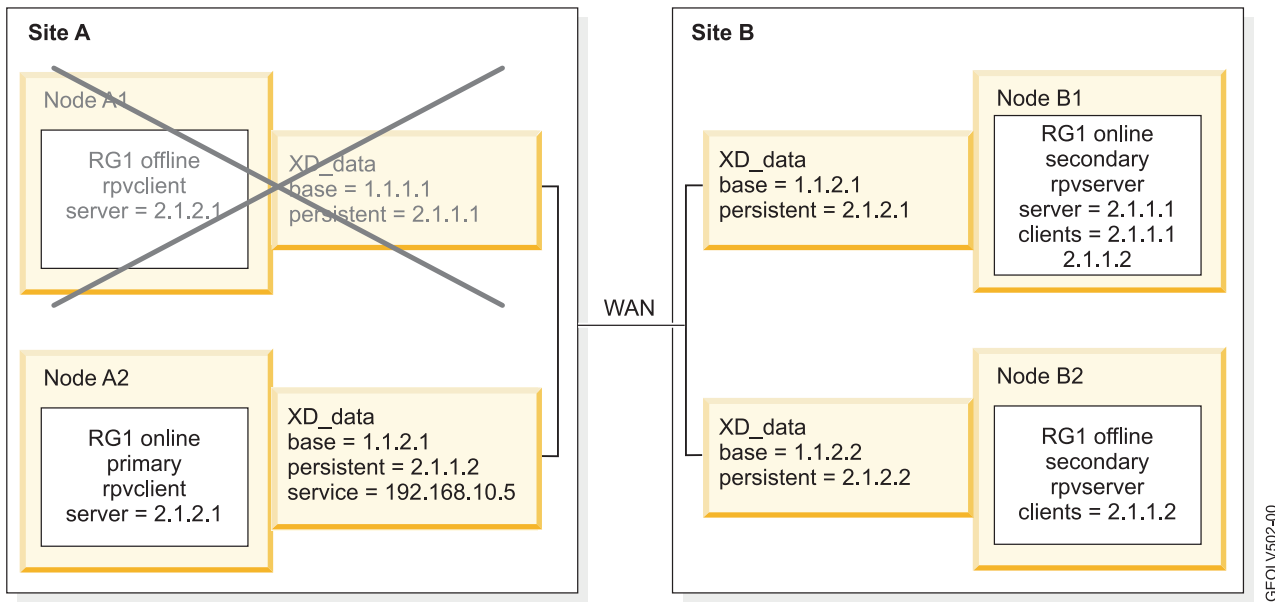 Site A
Node A1
RG1 offline
rpvclient
server = 2.1.2.1
XD_data
base = 1.1.1.1
persistent = 2.1.1.1
Node A2
RG1 online
primary
rpvclient
server = 2.1.2.1
XD_data
base = 1.1.2.1
persistent = 2.1.1.2
service = 192.168.10.5
WAN
Site B
XD_data
base = 1.1.2.1
persistent = 2.1.2.1
Node B1
RG1 online
secondary
rpvserver
server = 2.1.1.1
clients = 2.1.1.1
2.1.1.2
XD_data
base = 1.1.2.2
persistent = 2.1.2.2
Node B2
RG1 offline
secondary
rpvserver
clients = 2.1.1.2
GEOLV502-00